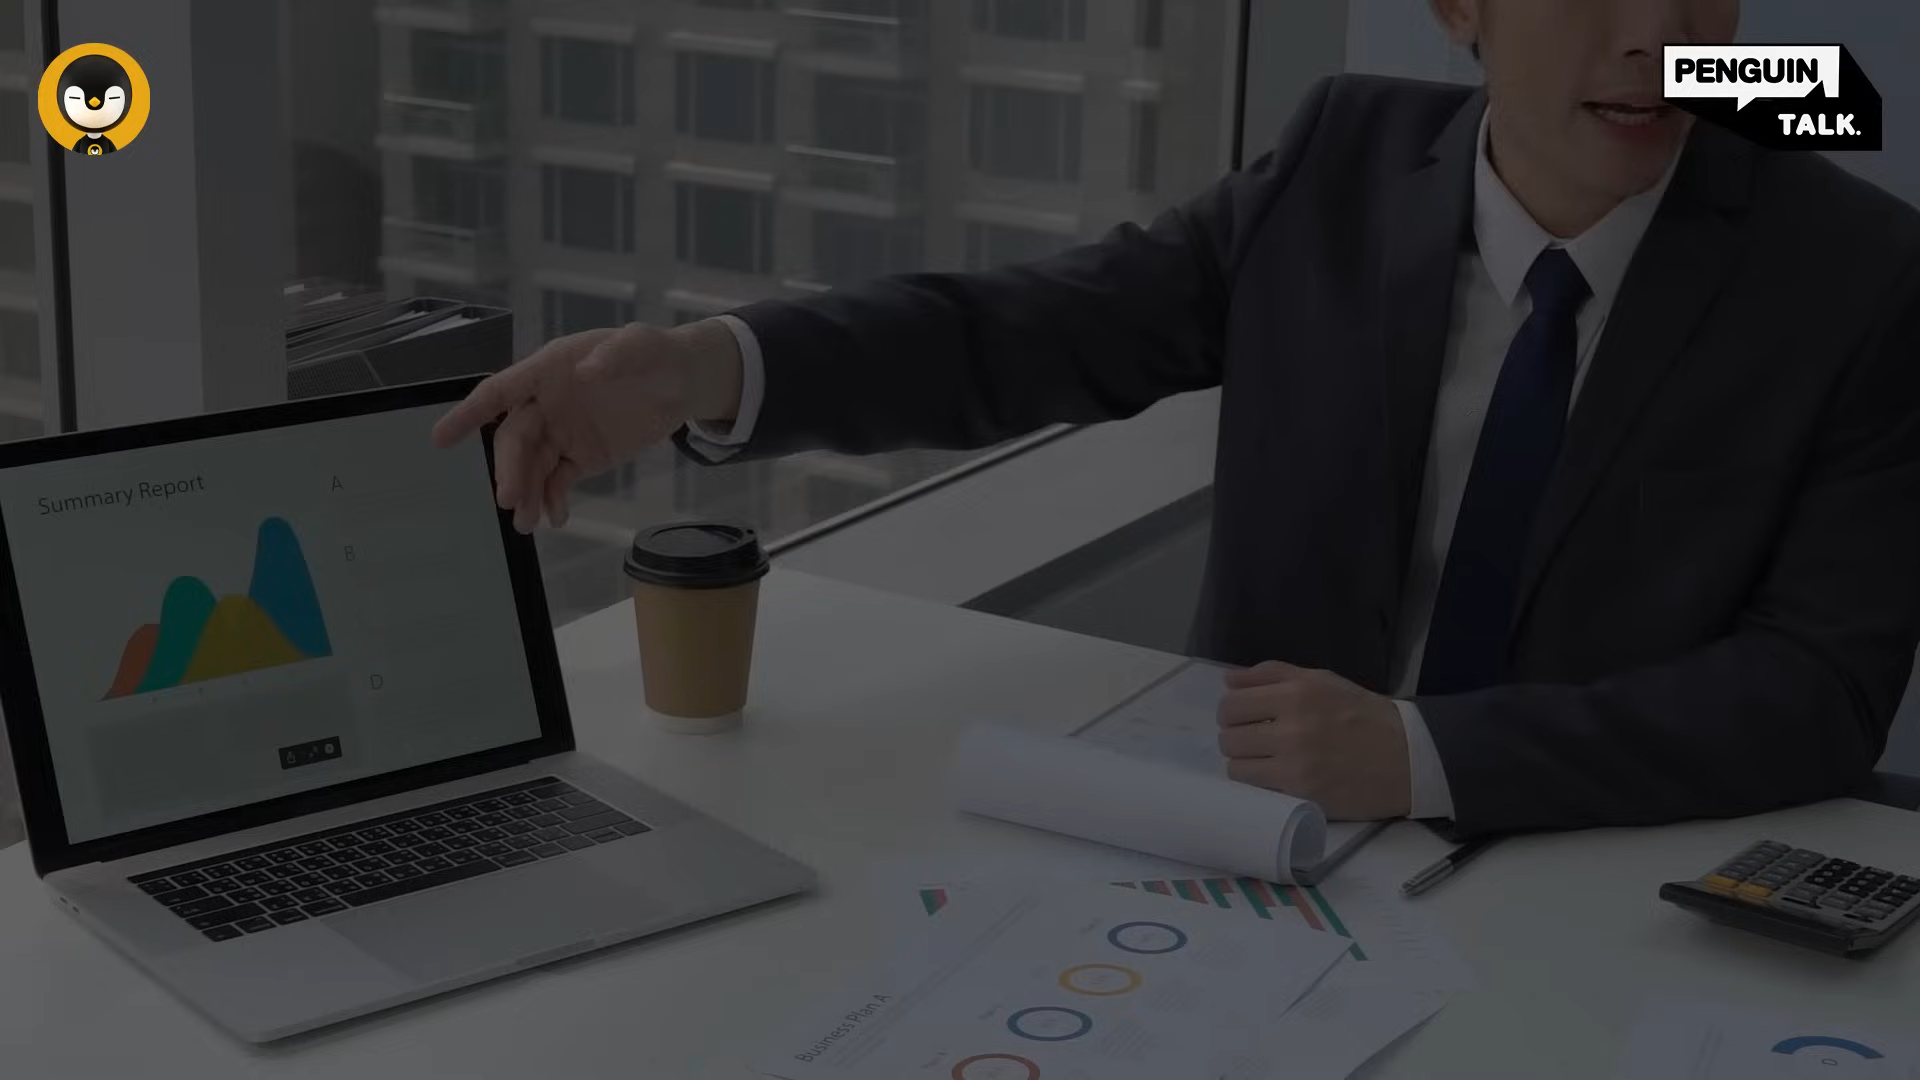 PENGUIN
TALK.
Summary Report
A
B
D
Business Plan A